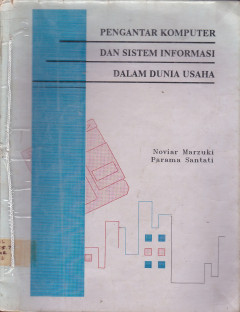 PENGANTAR KOMPUTER
DAN SISTEM INFORMASI
DALAM DUNIA USAHA
Noviar Marzuki
Parama Santati